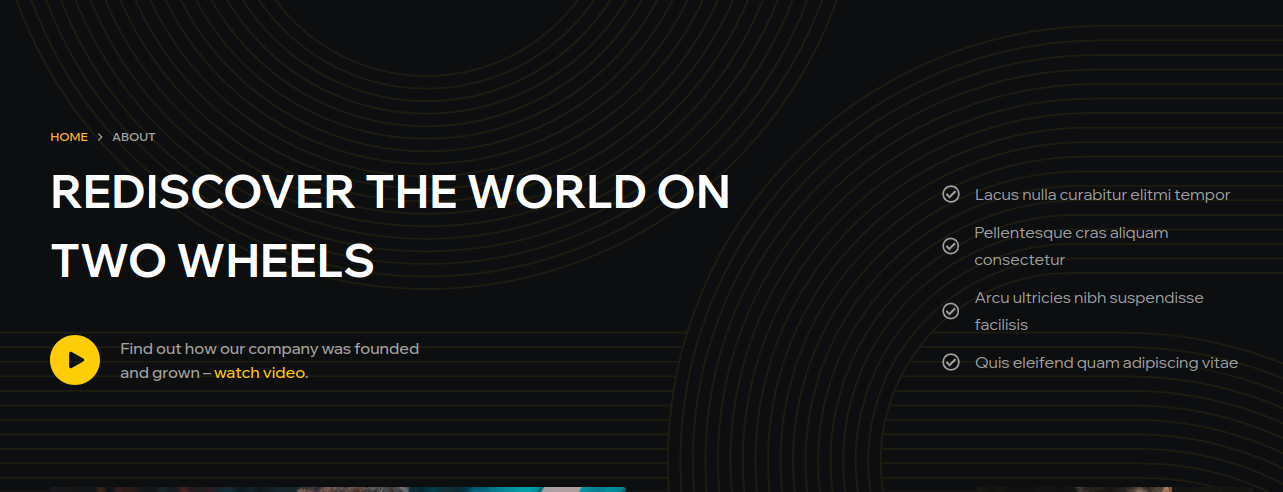 HOME > ABOUT
REDISCOVER THE WORLD ON
TWO WHEELS
Find out how our company was founded
and grown – watch video.
Lacus nulla curabitur elitmi tempor
Pellentesque cras aliquam
consectetur
Arcu ultricies nibh suspendisse
facilisis
Quis eleifend quam adipiscing vitae